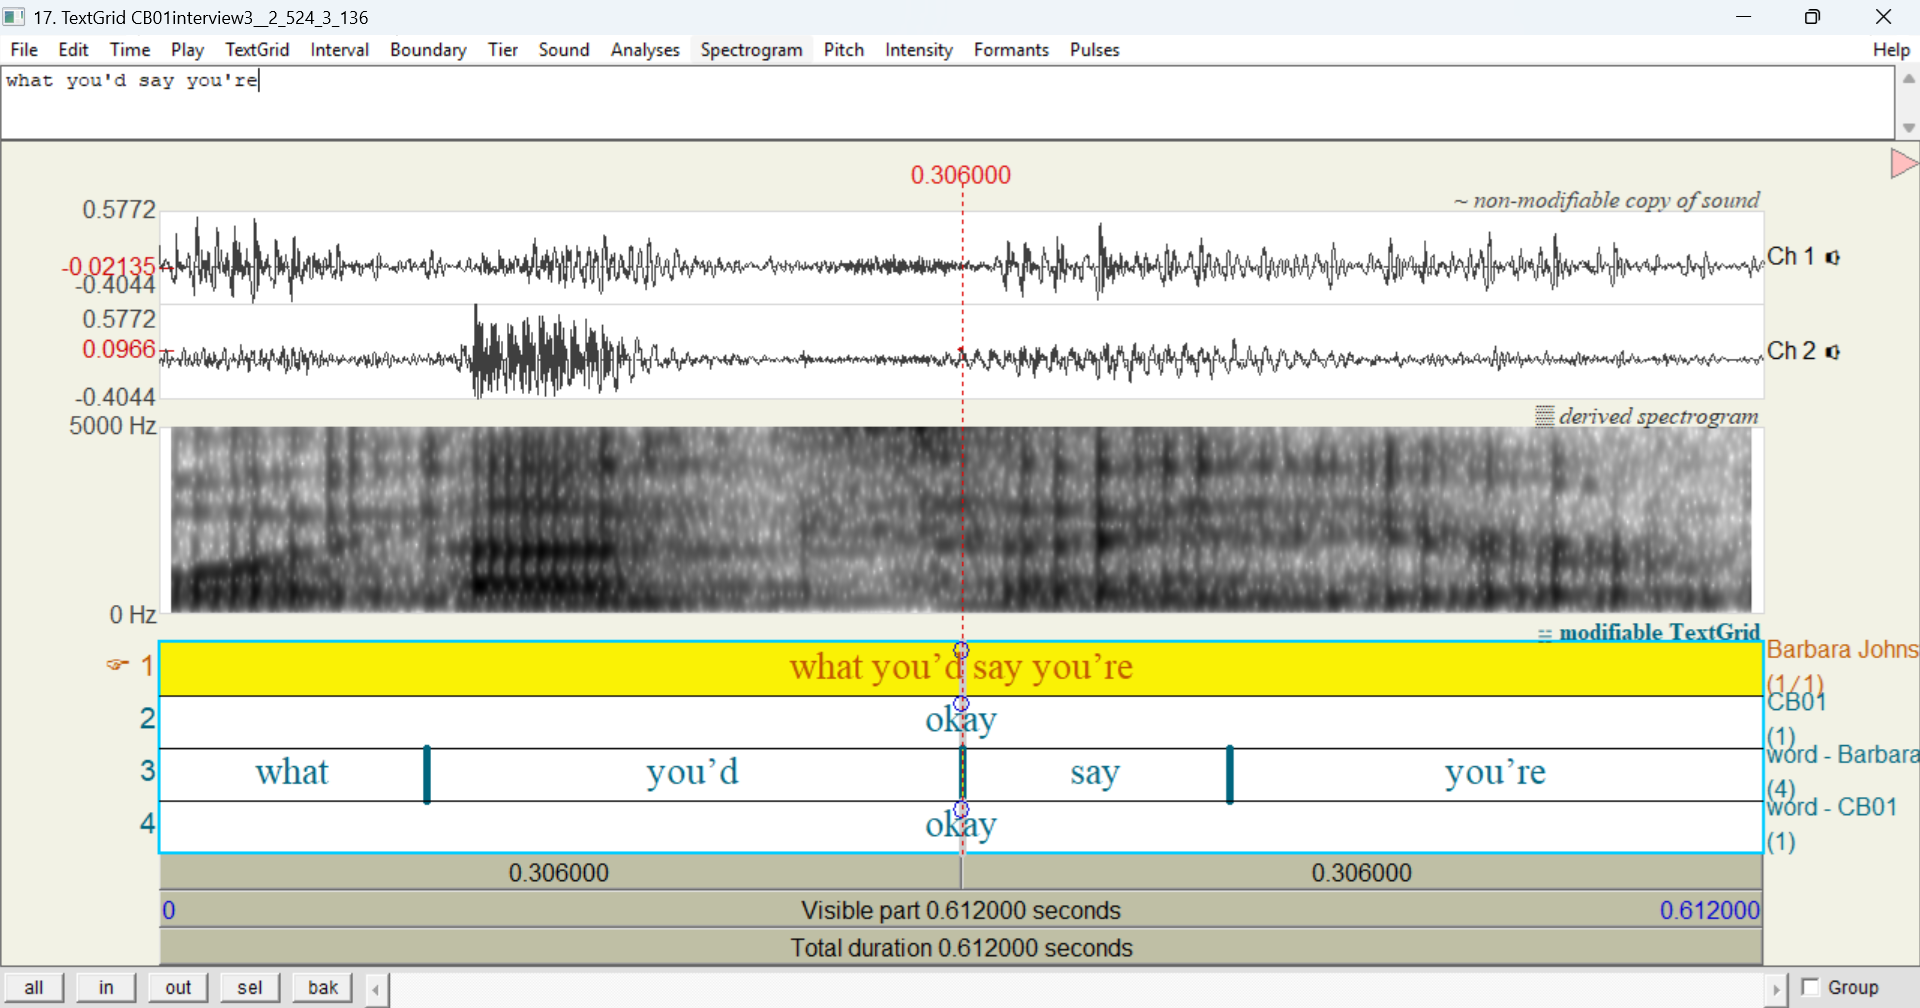 17. TextGrid CB01interview3__2_524_3_136
File Edit Time Play TextGrid Interval Boundary Tier Sound Analyses Spectrogram Pitch Intensity Formants Pulses Help
what you'd say you're
0.306000
~ non-modifiable copy of sound
0.5772
-0.02135
-0.4044
Ch 1
0.5772
0.0966
-0.4044
Ch 2
derived spectrogram
5000 Hz
0 Hz
modifiable TextGrid
1 what you’d say you’re Barbara Johns
(1/1)
2 okay CB01
(1)
3 what you’d say you’re word - Barbara
(4)
4 okay word - CB01
(1)
0.306000 0.306000
0 Visible part 0.612000 seconds 0.612000
Total duration 0.612000 seconds
all in out sel bak Group